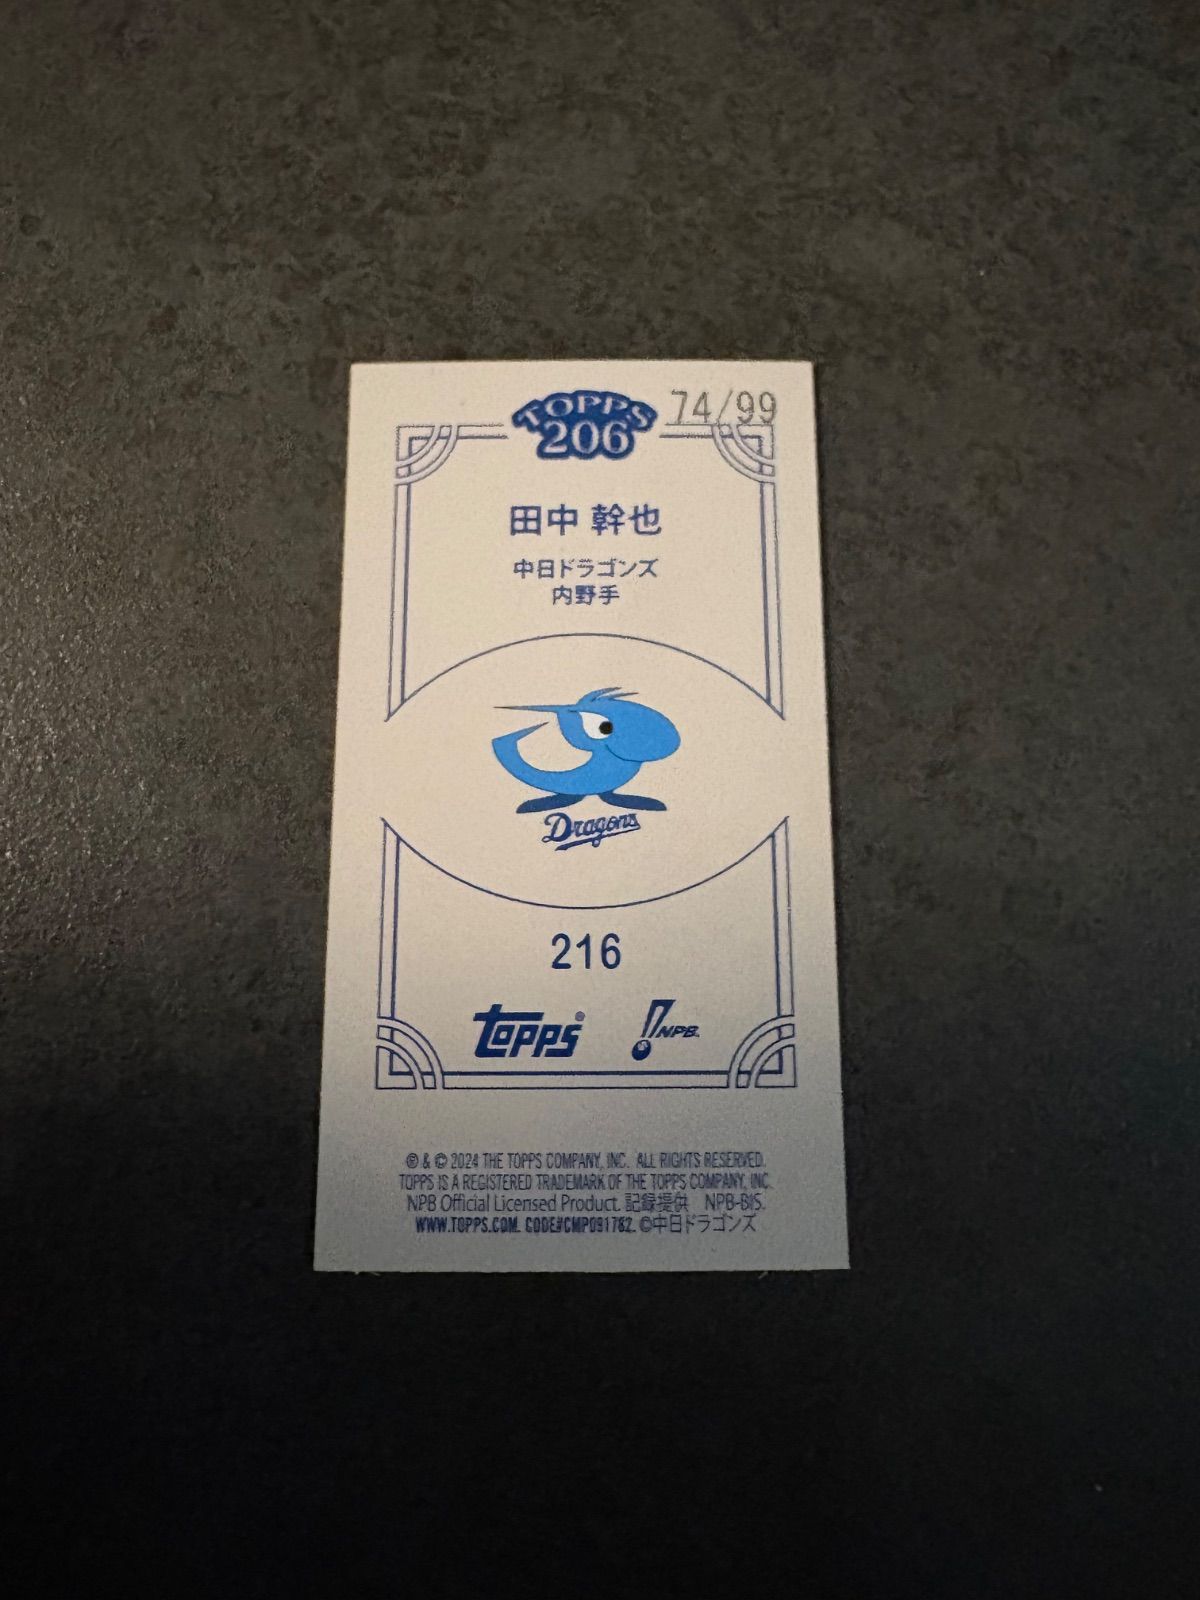 TOPPS
206
74/99
田中 幹也
中日ドラゴンズ
内野手
Dragons
216
topps® NPB
® & © 2024 THE TOPPS COMPANY, INC. ALL RIGHTS RESERVED.
TOPPS IS A REGISTERED TRADEMARK OF THE TOPPS COMPANY, INC.
NPB Official Licensed Product. 記録提供 NPB-BIS.
WWW.TOPPS.COM. CODE#CMP091782. ©中日ドラゴンズ